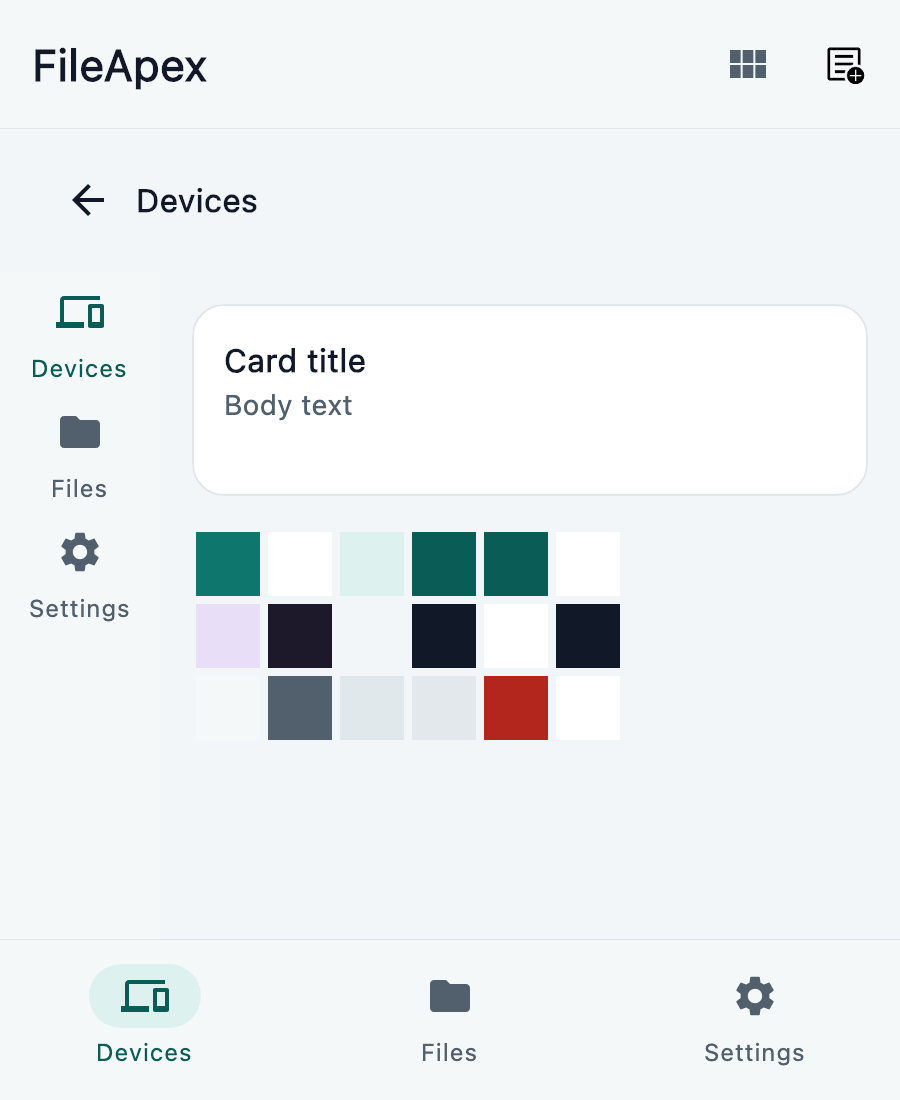 FileApex
Devices
Devices
Files
Settings
Card title
Body text
Devices
Files
Settings